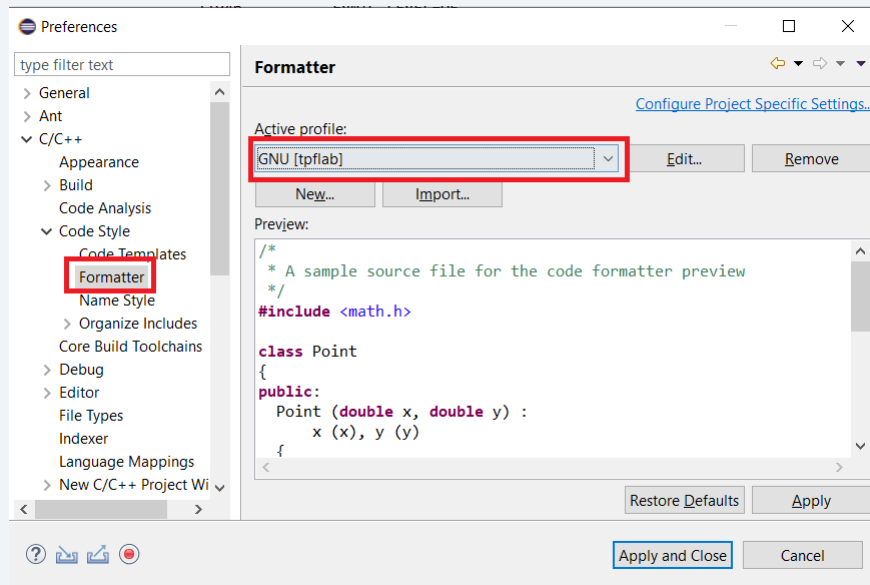 Preferences
type filter text
General
Ant
C/C++
Appearance
Build
Code Analysis
Code Style
Code Templates
Formatter
Name Style
Organize Includes
Core Build Toolchains
Debug
Editor
File Types
Indexer
Language Mappings
New C/C++ Project Wi
Formatter
Configure Project Specific Settings..
Active profile:
GNU [tpflab]
Edit...
Remove
New...
Import...
Preview:
/*
 * A sample source file for the code formatter preview
 */
#include <math.h>
class Point
{
public:
  Point (double x, double y) :
      x (x), y (y)
  {
Restore Defaults
Apply
Apply and Close
Cancel